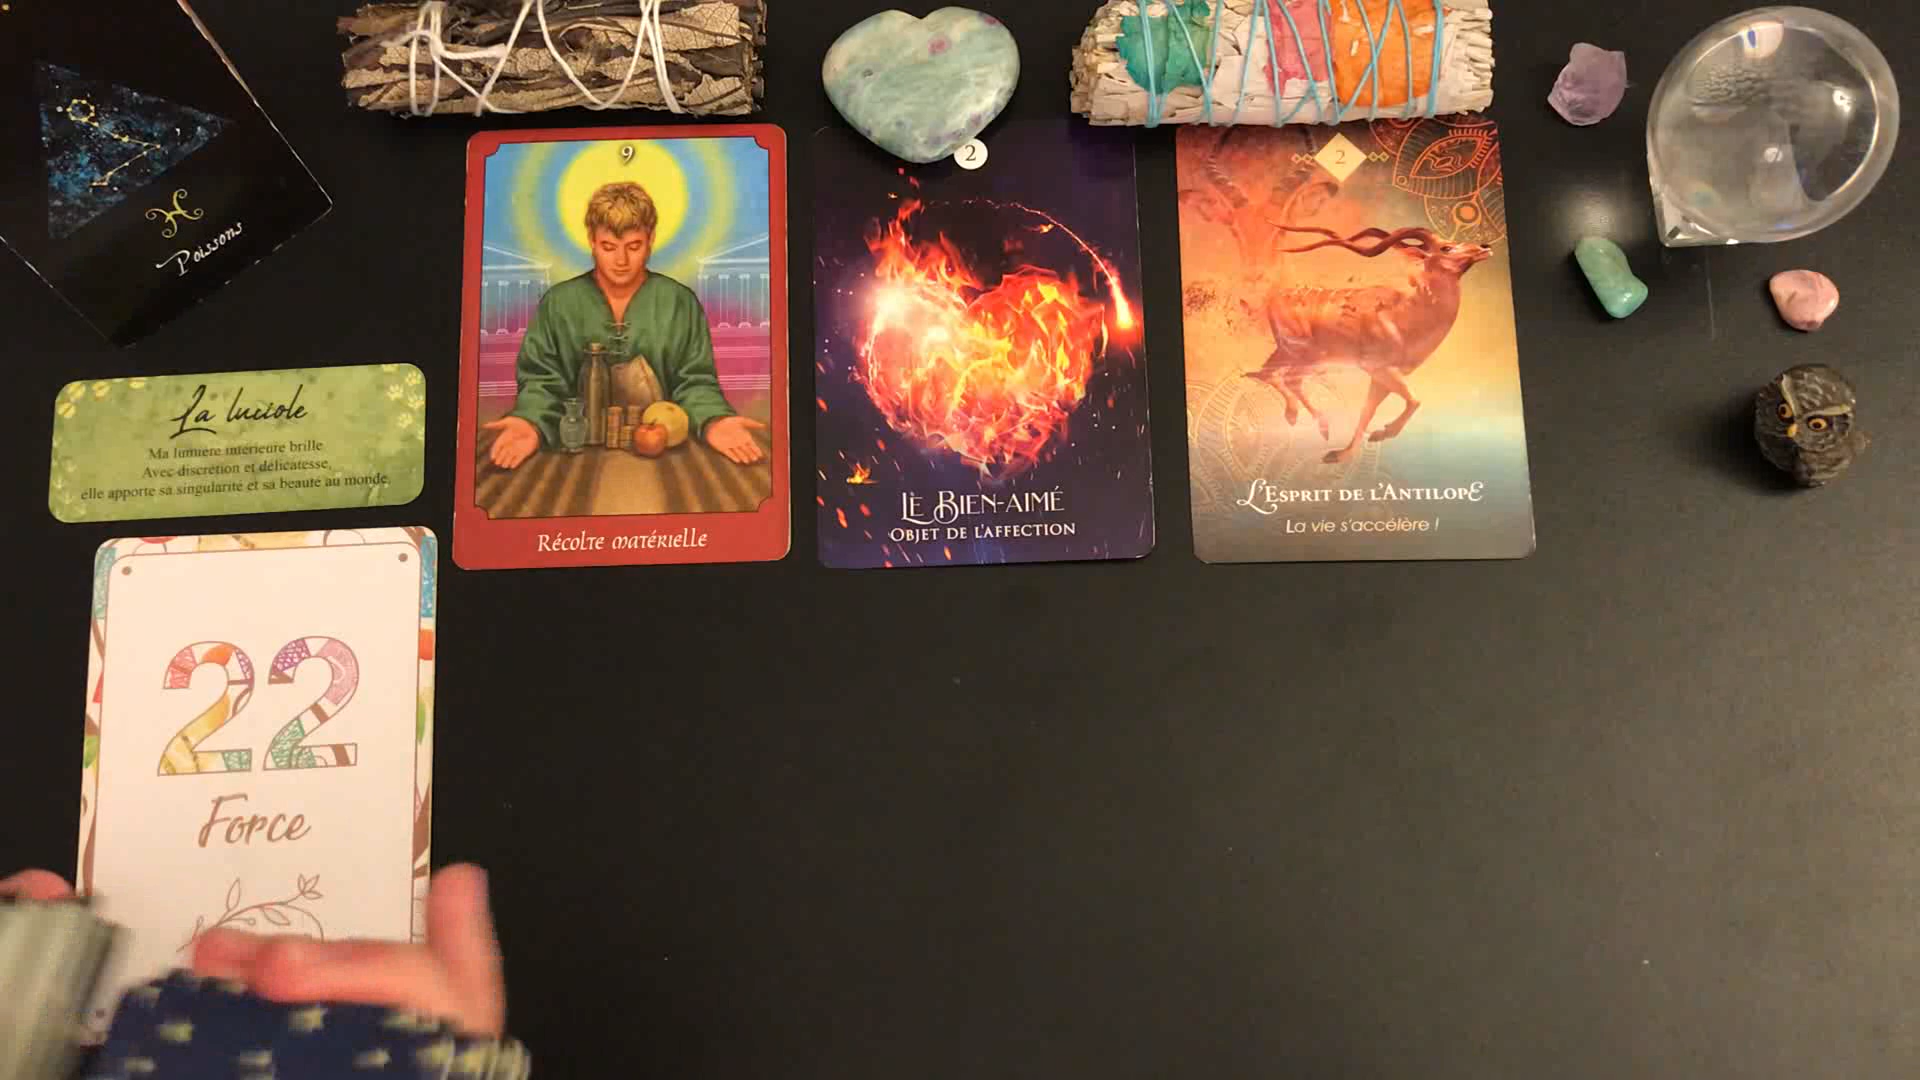 Poissons
La luciole
Ma lumière intérieure brille
Avec discrétion et délicatesse,
elle apporte sa singularité et sa beauté au monde.
22
Force
9
Récolte matérielle
2
Le Bien-Aimé
Objet de l'affection
2
L'Esprit de l'Antilope
La vie s'accélère !